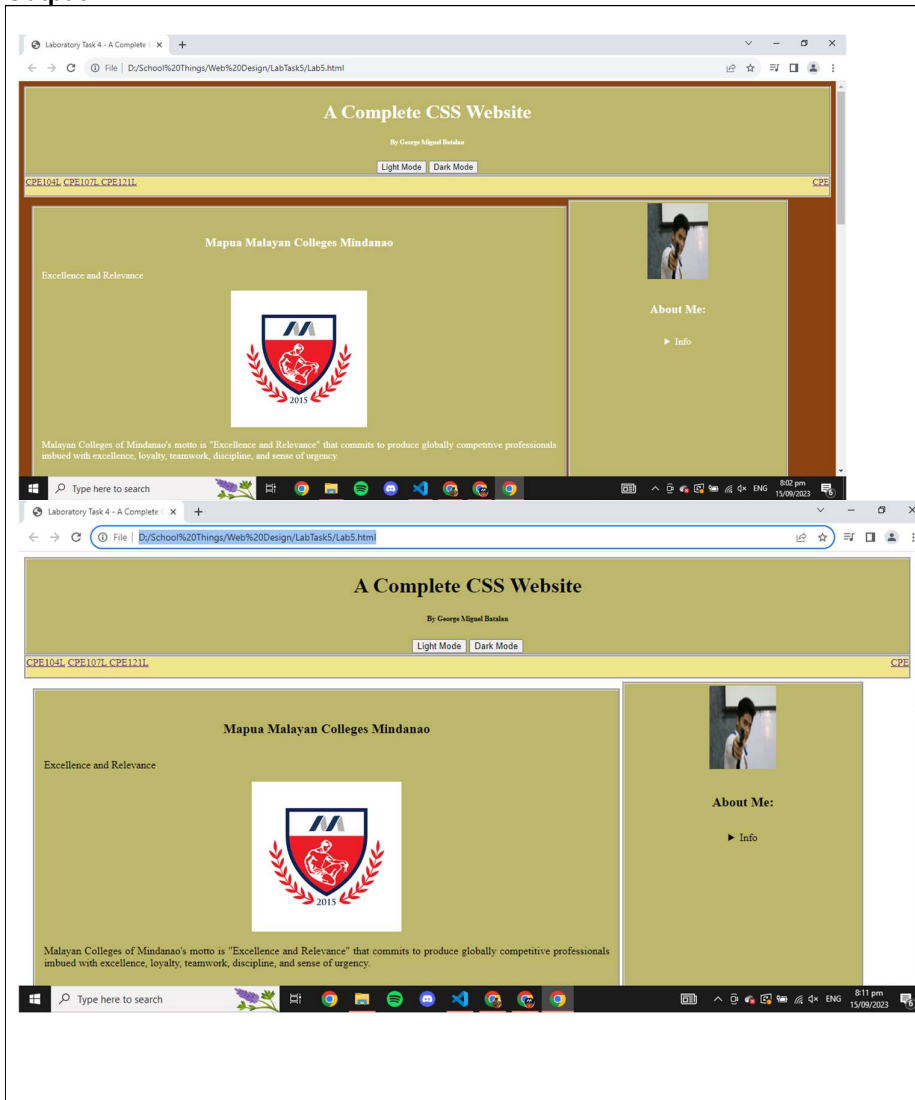 Laboratory Task 4 - A Complete
File | D:/School%20Things/Web%20Design/LabTask5/Lab5.html
A Complete CSS Website
By George Miguel Batalan
Light Mode Dark Mode
CPE104L CPE107L CPE121L CPE
Mapua Malayan Colleges Mindanao
Excellence and Relevance
2015
Malayan Colleges of Mindanao's motto is "Excellence and Relevance" that commits to produce globally competitive professionals
imbued with excellence, loyalty, teamwork, discipline, and sense of urgency.
About Me:
► Info
Type here to search
ENG
8:02 pm
15/09/2023
6
Laboratory Task 4 - A Complete
File | D:/School%20Things/Web%20Design/LabTask5/Lab5.html
A Complete CSS Website
By George Miguel Batalan
Light Mode Dark Mode
CPE104L CPE107L CPE121L CPE
Mapua Malayan Colleges Mindanao
Excellence and Relevance
2015
Malayan Colleges of Mindanao's motto is "Excellence and Relevance" that commits to produce globally competitive professionals
imbued with excellence, loyalty, teamwork, discipline, and sense of urgency.
About Me:
► Info
Type here to search
ENG
8:11 pm
15/09/2023
6